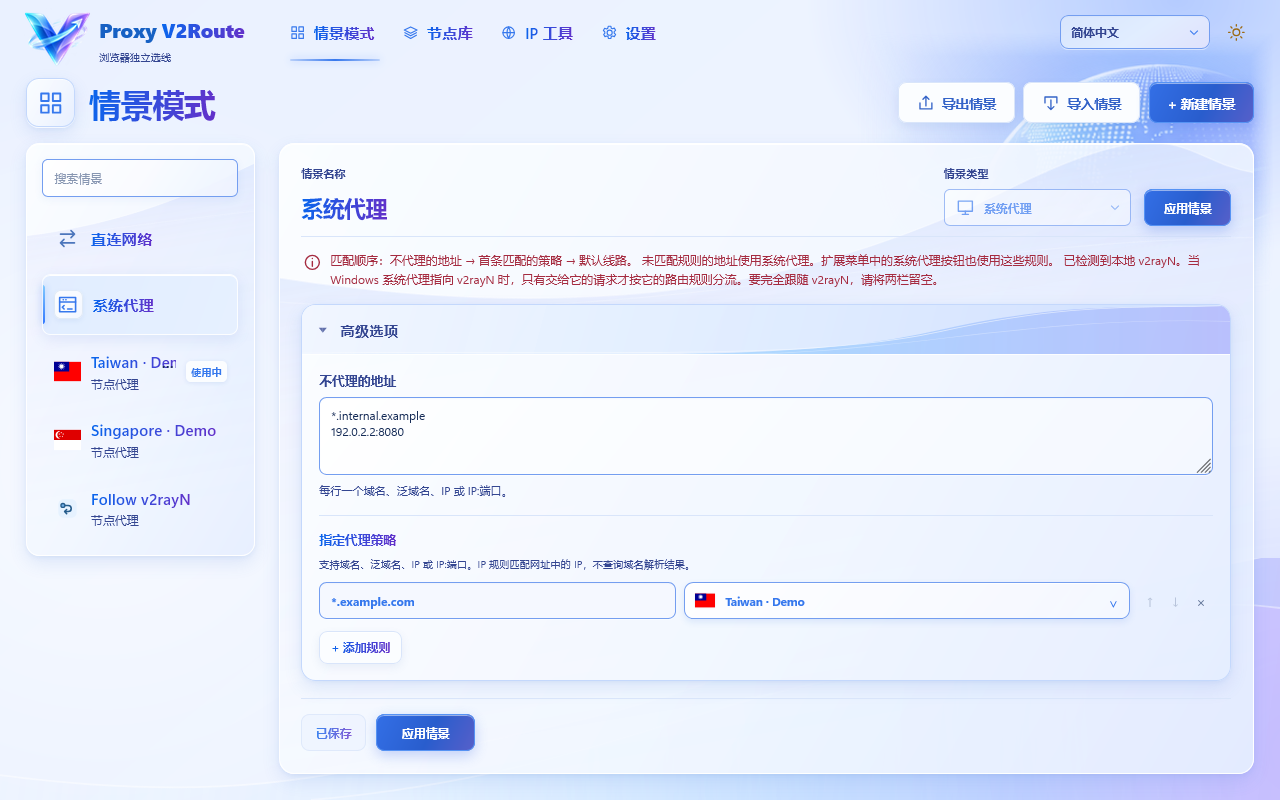 Proxy V2Route
浏览器独立选线
情景模式
节点库
IP 工具
设置
简体中文
情景模式
导出情景
导入情景
+ 新建情景
搜索情景
直连网络
系统代理
Taiwan · Den
节点代理
使用中
Singapore · Demo
节点代理
Follow v2rayN
节点代理
情景名称
系统代理
情景类型
系统代理
应用情景
匹配顺序：不代理的地址 → 首条匹配的策略 → 默认线路。 未匹配规则的地址使用系统代理。扩展菜单中的系统代理按钮也使用这些规则。 已检测到本地 v2rayN。当
Windows 系统代理指向 v2rayN 时，只有交给它的请求才按它的路由规则分流。要完全跟随 v2rayN，请将两栏留空。
高级选项
不代理的地址
*.internal.example
192.0.2.2:8080
每行一个域名、泛域名、IP 或 IP:端口。
指定代理策略
支持域名、泛域名、IP 或 IP:端口。IP 规则匹配网址中的 IP，不查询域名解析结果。
*.example.com
Taiwan · Demo
↑ ↓ ×
+ 添加规则
已保存
应用情景